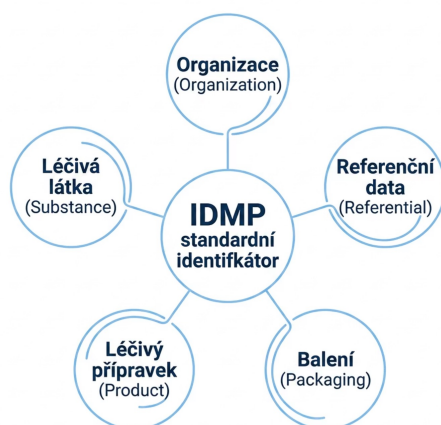 Organizace
(Organization)
Léčivá
látka
(Substance)
Referenční
data
(Referential)
IDMP
standardní
identifkátor
Léčivý
přípravek
(Product)
Balení
(Packaging)